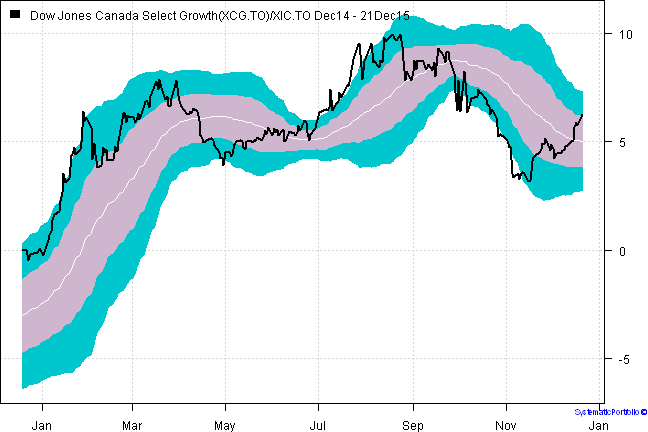 Dow Jones Canada Select Growth(XCG.TO)/XIC.TO Dec14 - 21Dec15
10
5
0
-5
Jan Mar May Jul Sep Nov Jan
SystematicPortfolio ©